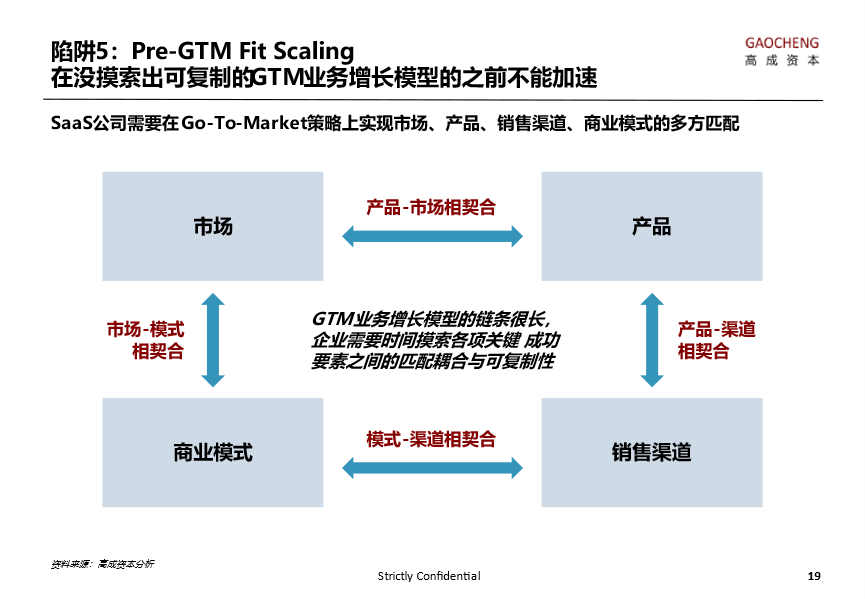 陷阱5：Pre-GTM Fit Scaling
在没摸索出可复制的GTM业务增长模型的之前不能加速
GAOCHENG
高成资本
SaaS公司需要在Go-To-Market策略上实现市场、产品、销售渠道、商业模式的多方匹配
市场
产品-市场相契合
产品
市场-模式
相契合
GTM业务增长模型的链条很长，
企业需要时间摸索各项关键 成功
要素之间的匹配耦合与可复制性
产品-渠道
相契合
商业模式
模式-渠道相契合
销售渠道
资料来源：高成资本分析
Strictly Confidential
19